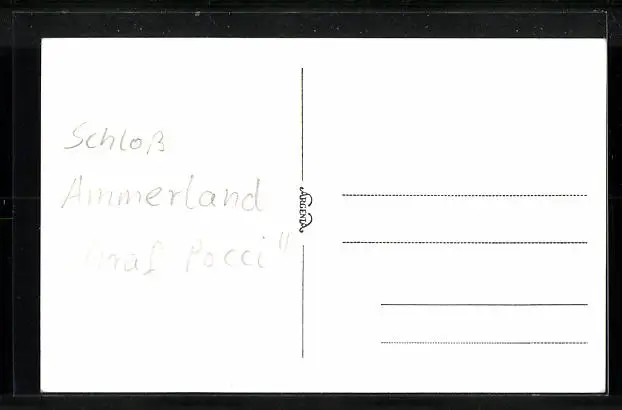 Schloß
Ammerland
Graf Pocci"
ARGENTA